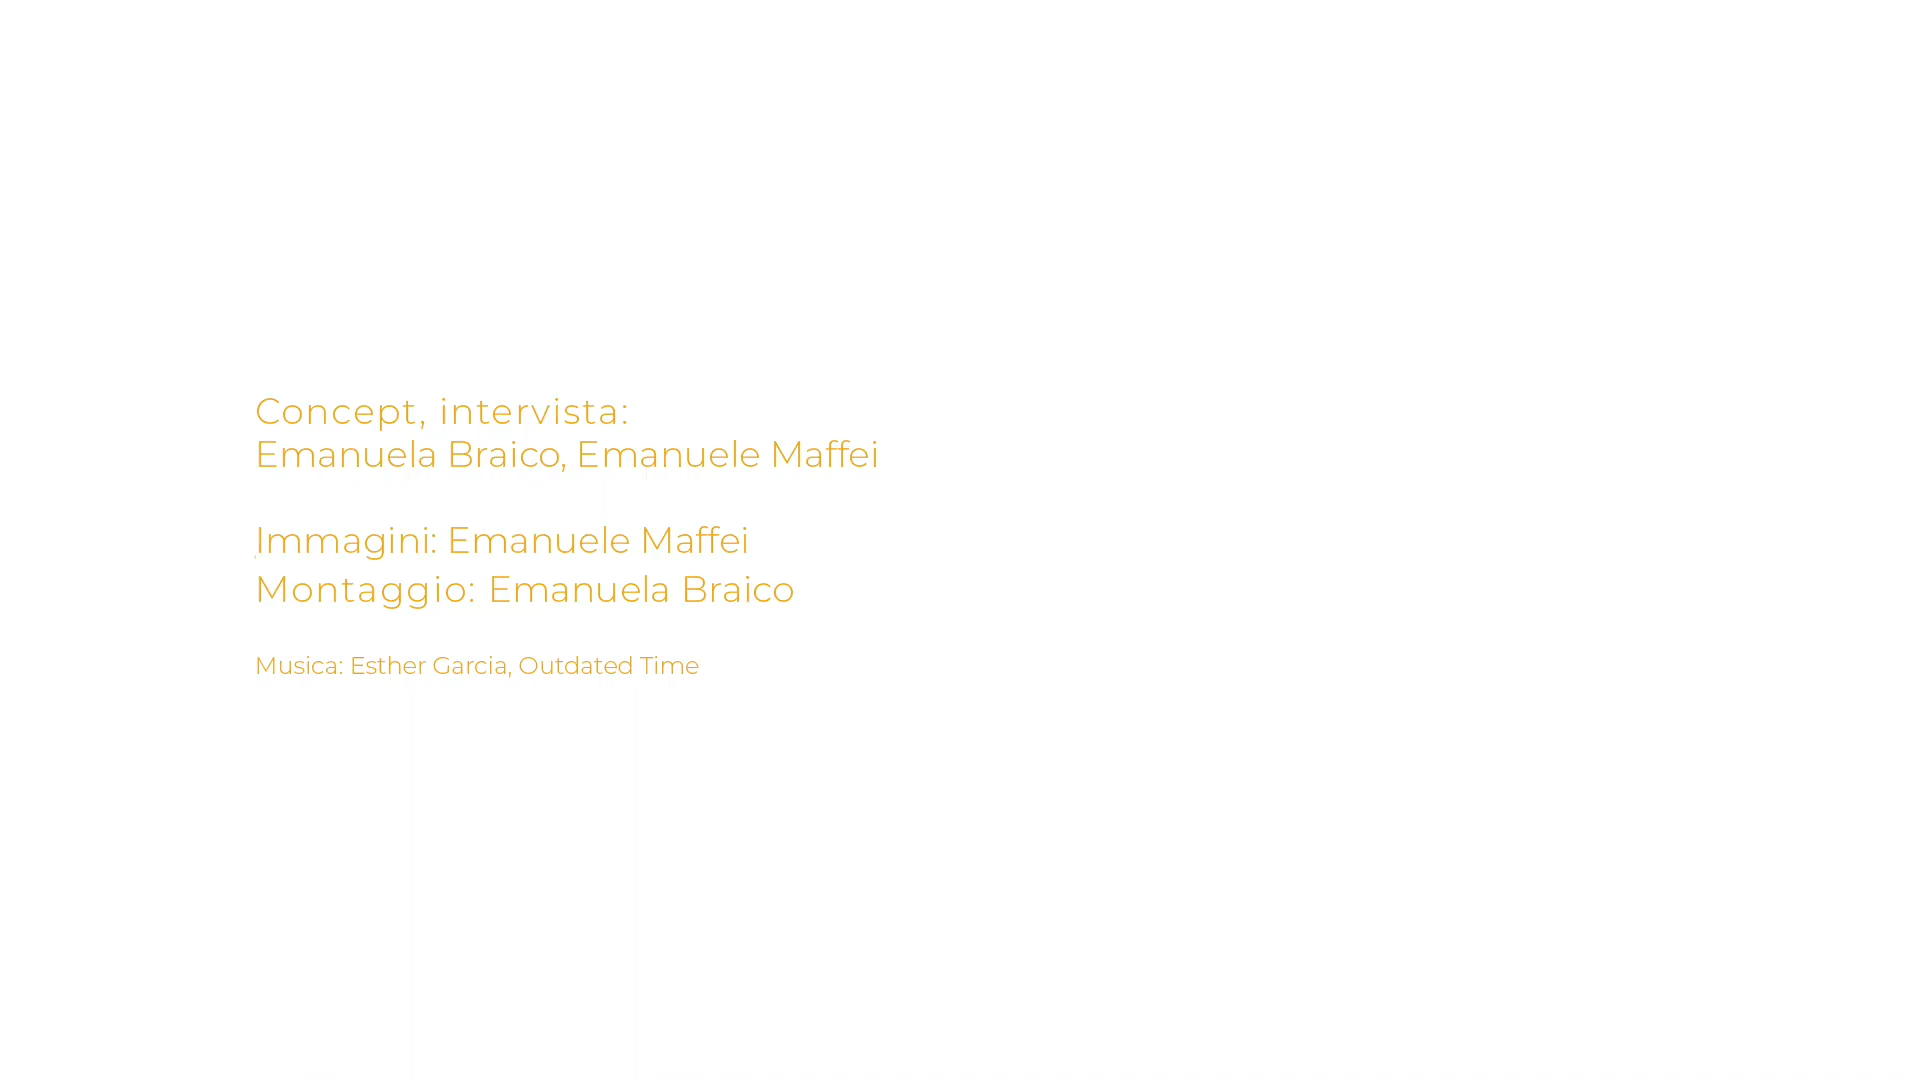 Concept, intervista:
Emanuela Braico, Emanuele Maffei
Immagini: Emanuele Maffei
Montaggio: Emanuela Braico
Musica: Esther Garcia, Outdated Time